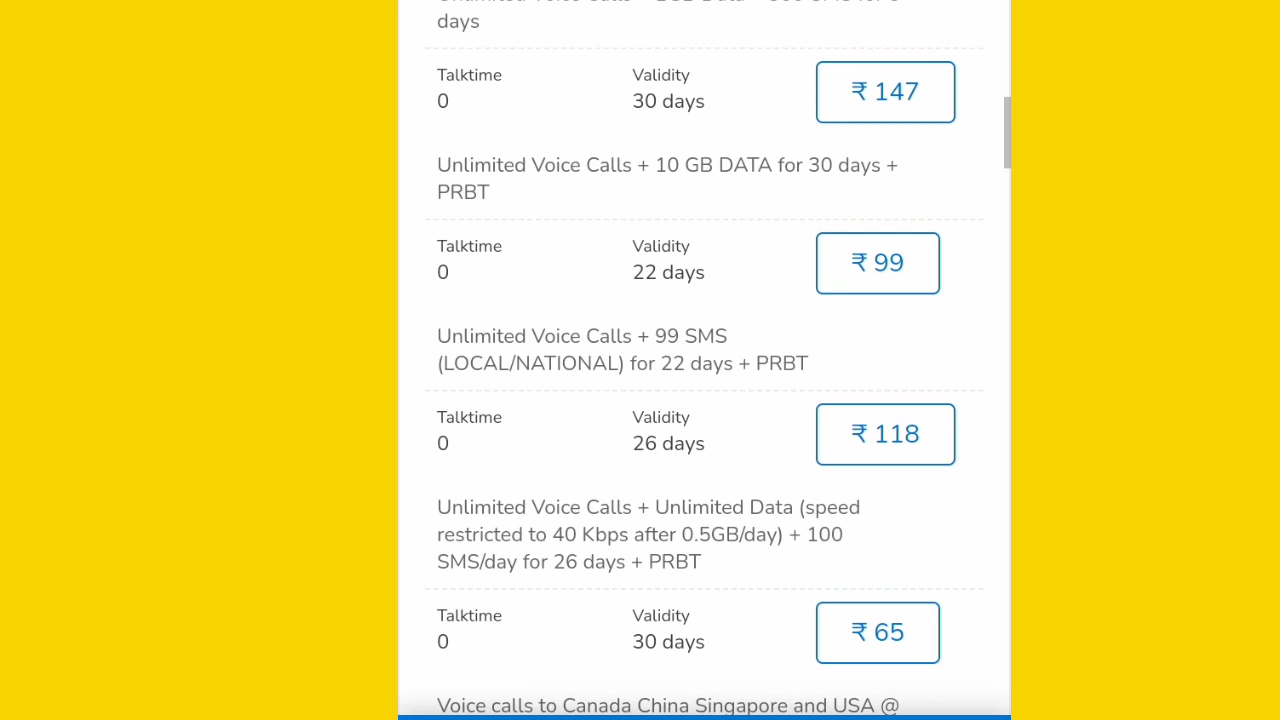 days
Talktime Validity ₹ 147
0 30 days
Unlimited Voice Calls + 10 GB DATA for 30 days +
PRBT
Talktime Validity ₹ 99
0 22 days
Unlimited Voice Calls + 99 SMS
(LOCAL/NATIONAL) for 22 days + PRBT
Talktime Validity ₹ 118
0 26 days
Unlimited Voice Calls + Unlimited Data (speed
restricted to 40 Kbps after 0.5GB/day) + 100
SMS/day for 26 days + PRBT
Talktime Validity ₹ 65
0 30 days
Voice calls to Canada China Singapore and USA @